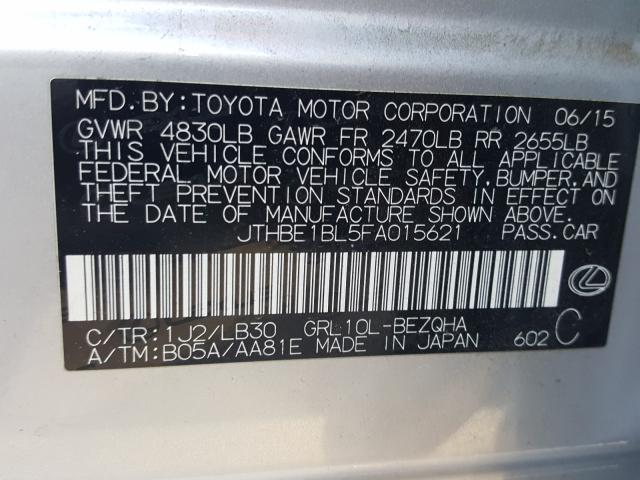 MFD.BY:TOYOTA MOTOR CORPORATION 06/15
GVWR 4830LB GAWR FR 2470LB RR 2655LB
THIS VEHICLE CONFORMS TO ALL APPLICABLE
FEDERAL MOTOR VEHICLE SAFETY,BUMPER,AND
THEFT PREVENTION STANDARDS IN EFFECT ON
THE DATE OF MANUFACTURE SHOWN ABOVE.
JTHBE1BL5FA015621 PASS.CAR
C/TR:1J2/LB30 GRL10L-BEZQHA
A/TM:B05A/AA81E MADE IN JAPAN 602 C